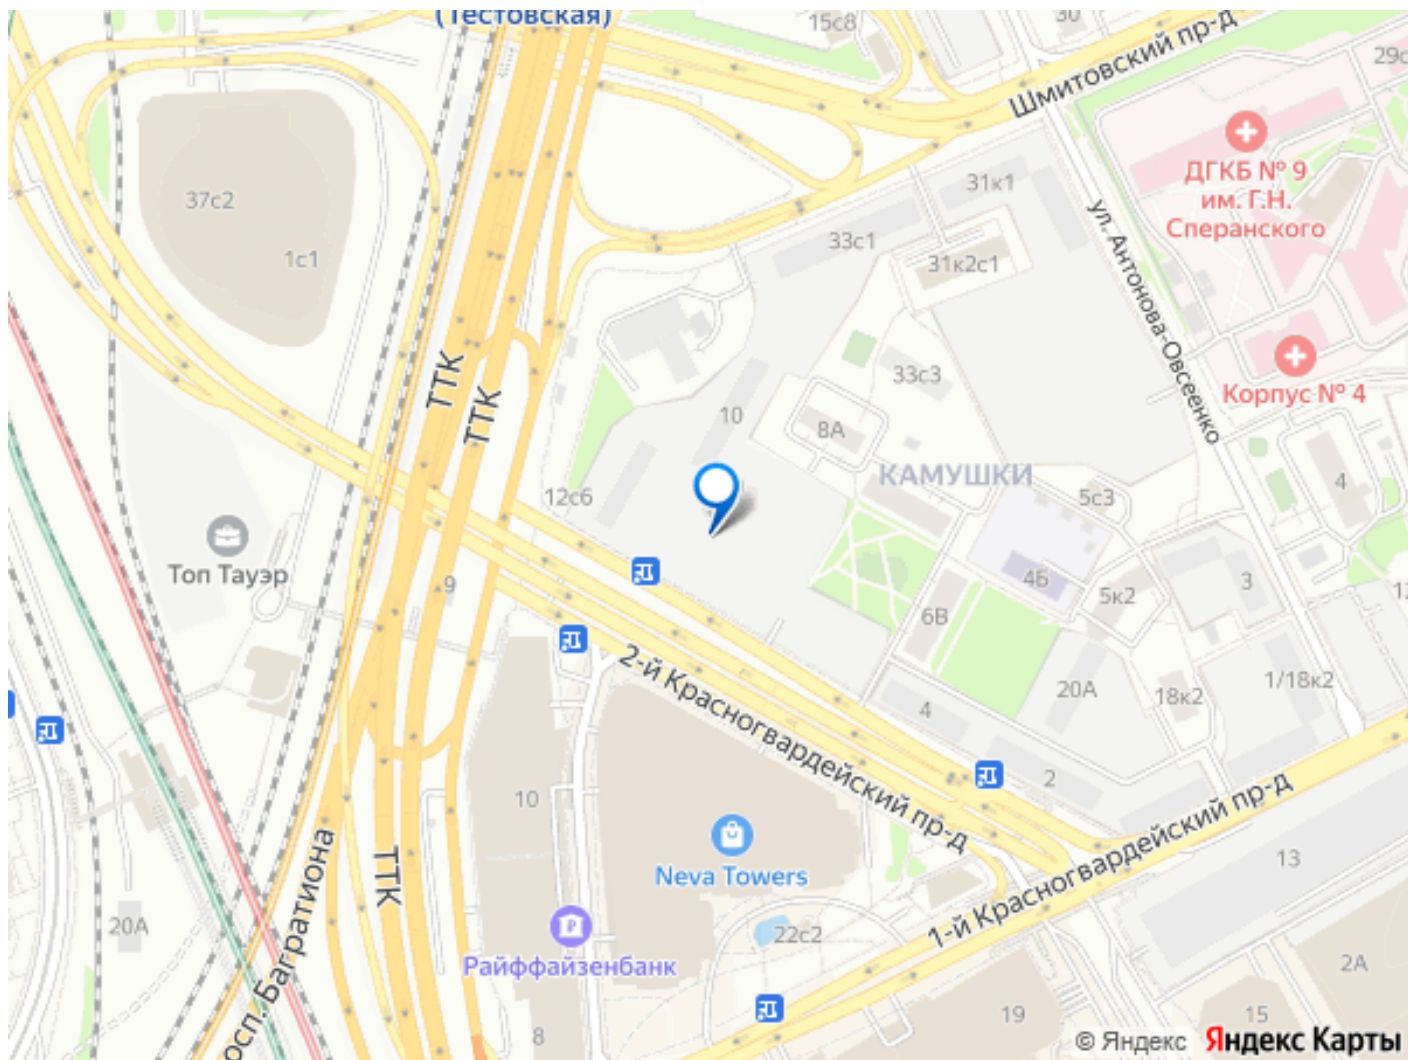 (Тестовская)
15с8
30
Шмитовский пр-д
ДГКБ № 9
им. Г.Н.
Сперанского
37с2
1с1
31к1
33с1
31к2с1
ул. Антонова-Овсеенко
ТТК
ТТК
33с3
Корпус № 4
10
8А
КАМУШКИ
12с6
5с3
4
Топ Тауэр
9
4Б
5к2
3
6В
2-й Красногвардейский пр-д
20А
18к2
1/18к2
4
2
10
Neva Towers
1-й Красногвардейский пр-д
13
ТТК
20А
22с2
Райффайзенбанк
2А
8
19
15
© Яндекс Яндекс Карты